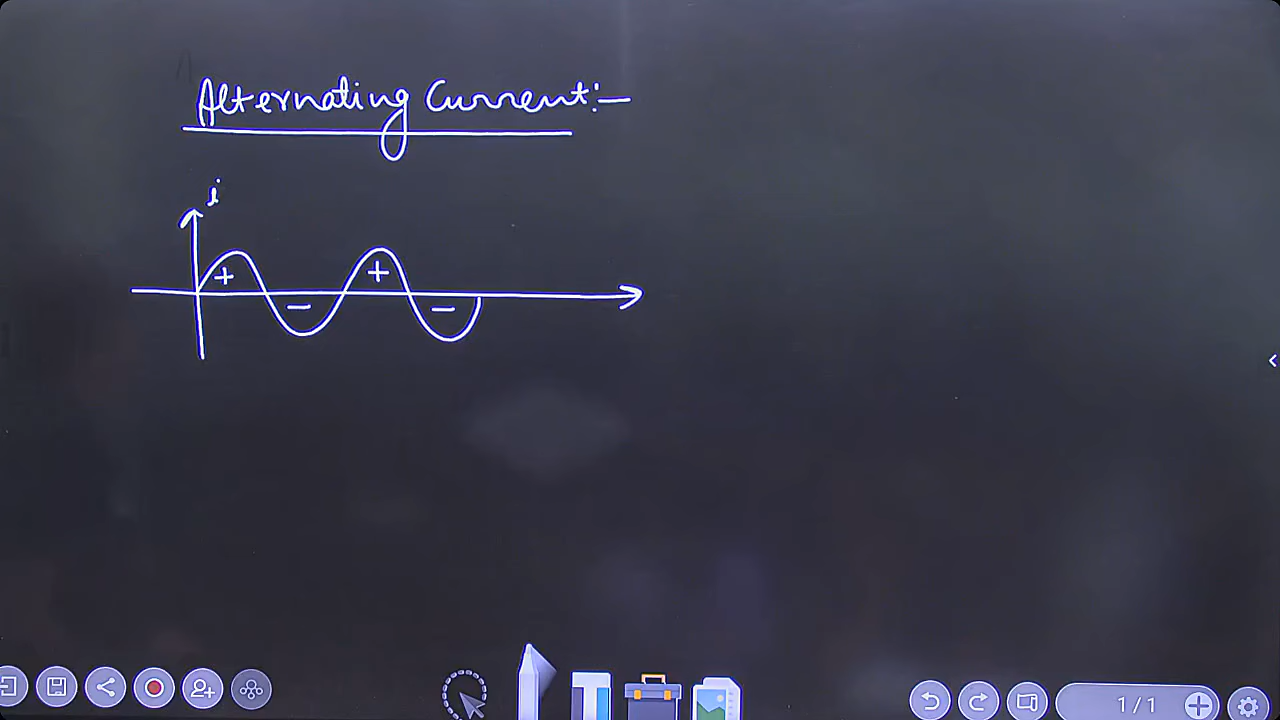 Alternating Current:-
i
+ +
- -
1/1